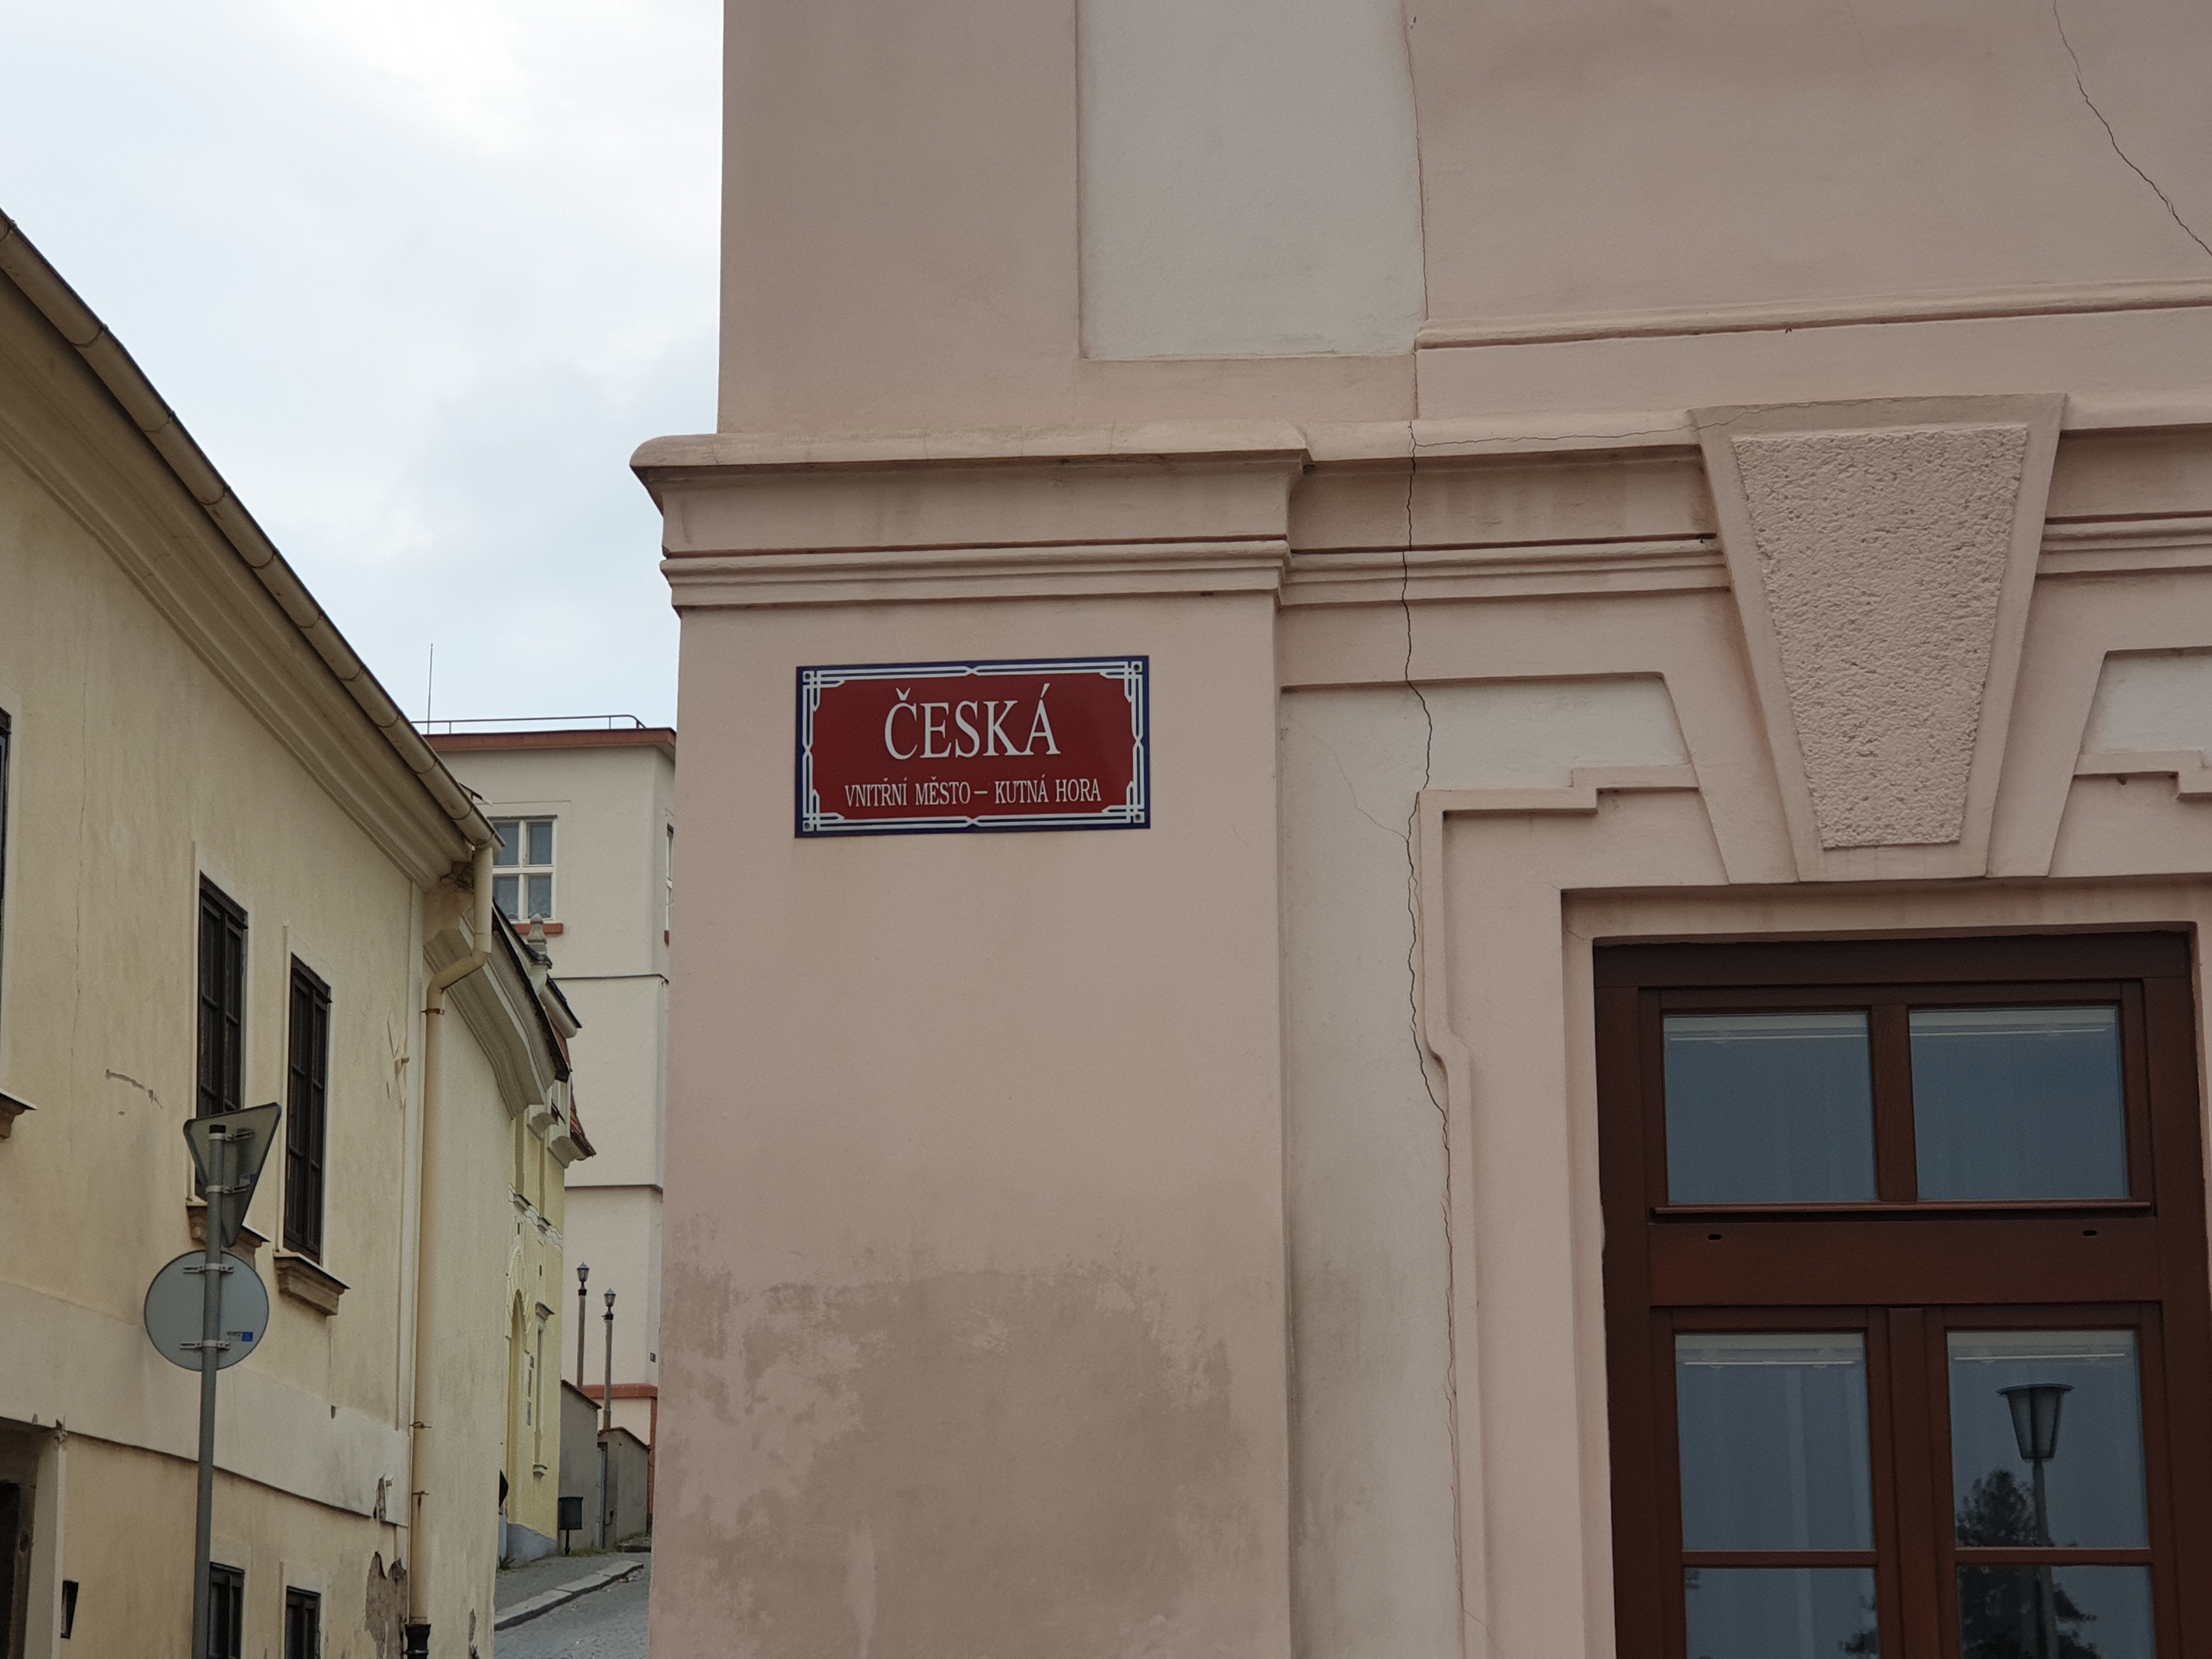 ČESKÁ
VNITŘNÍ MĚSTO – KUTNÁ HORA